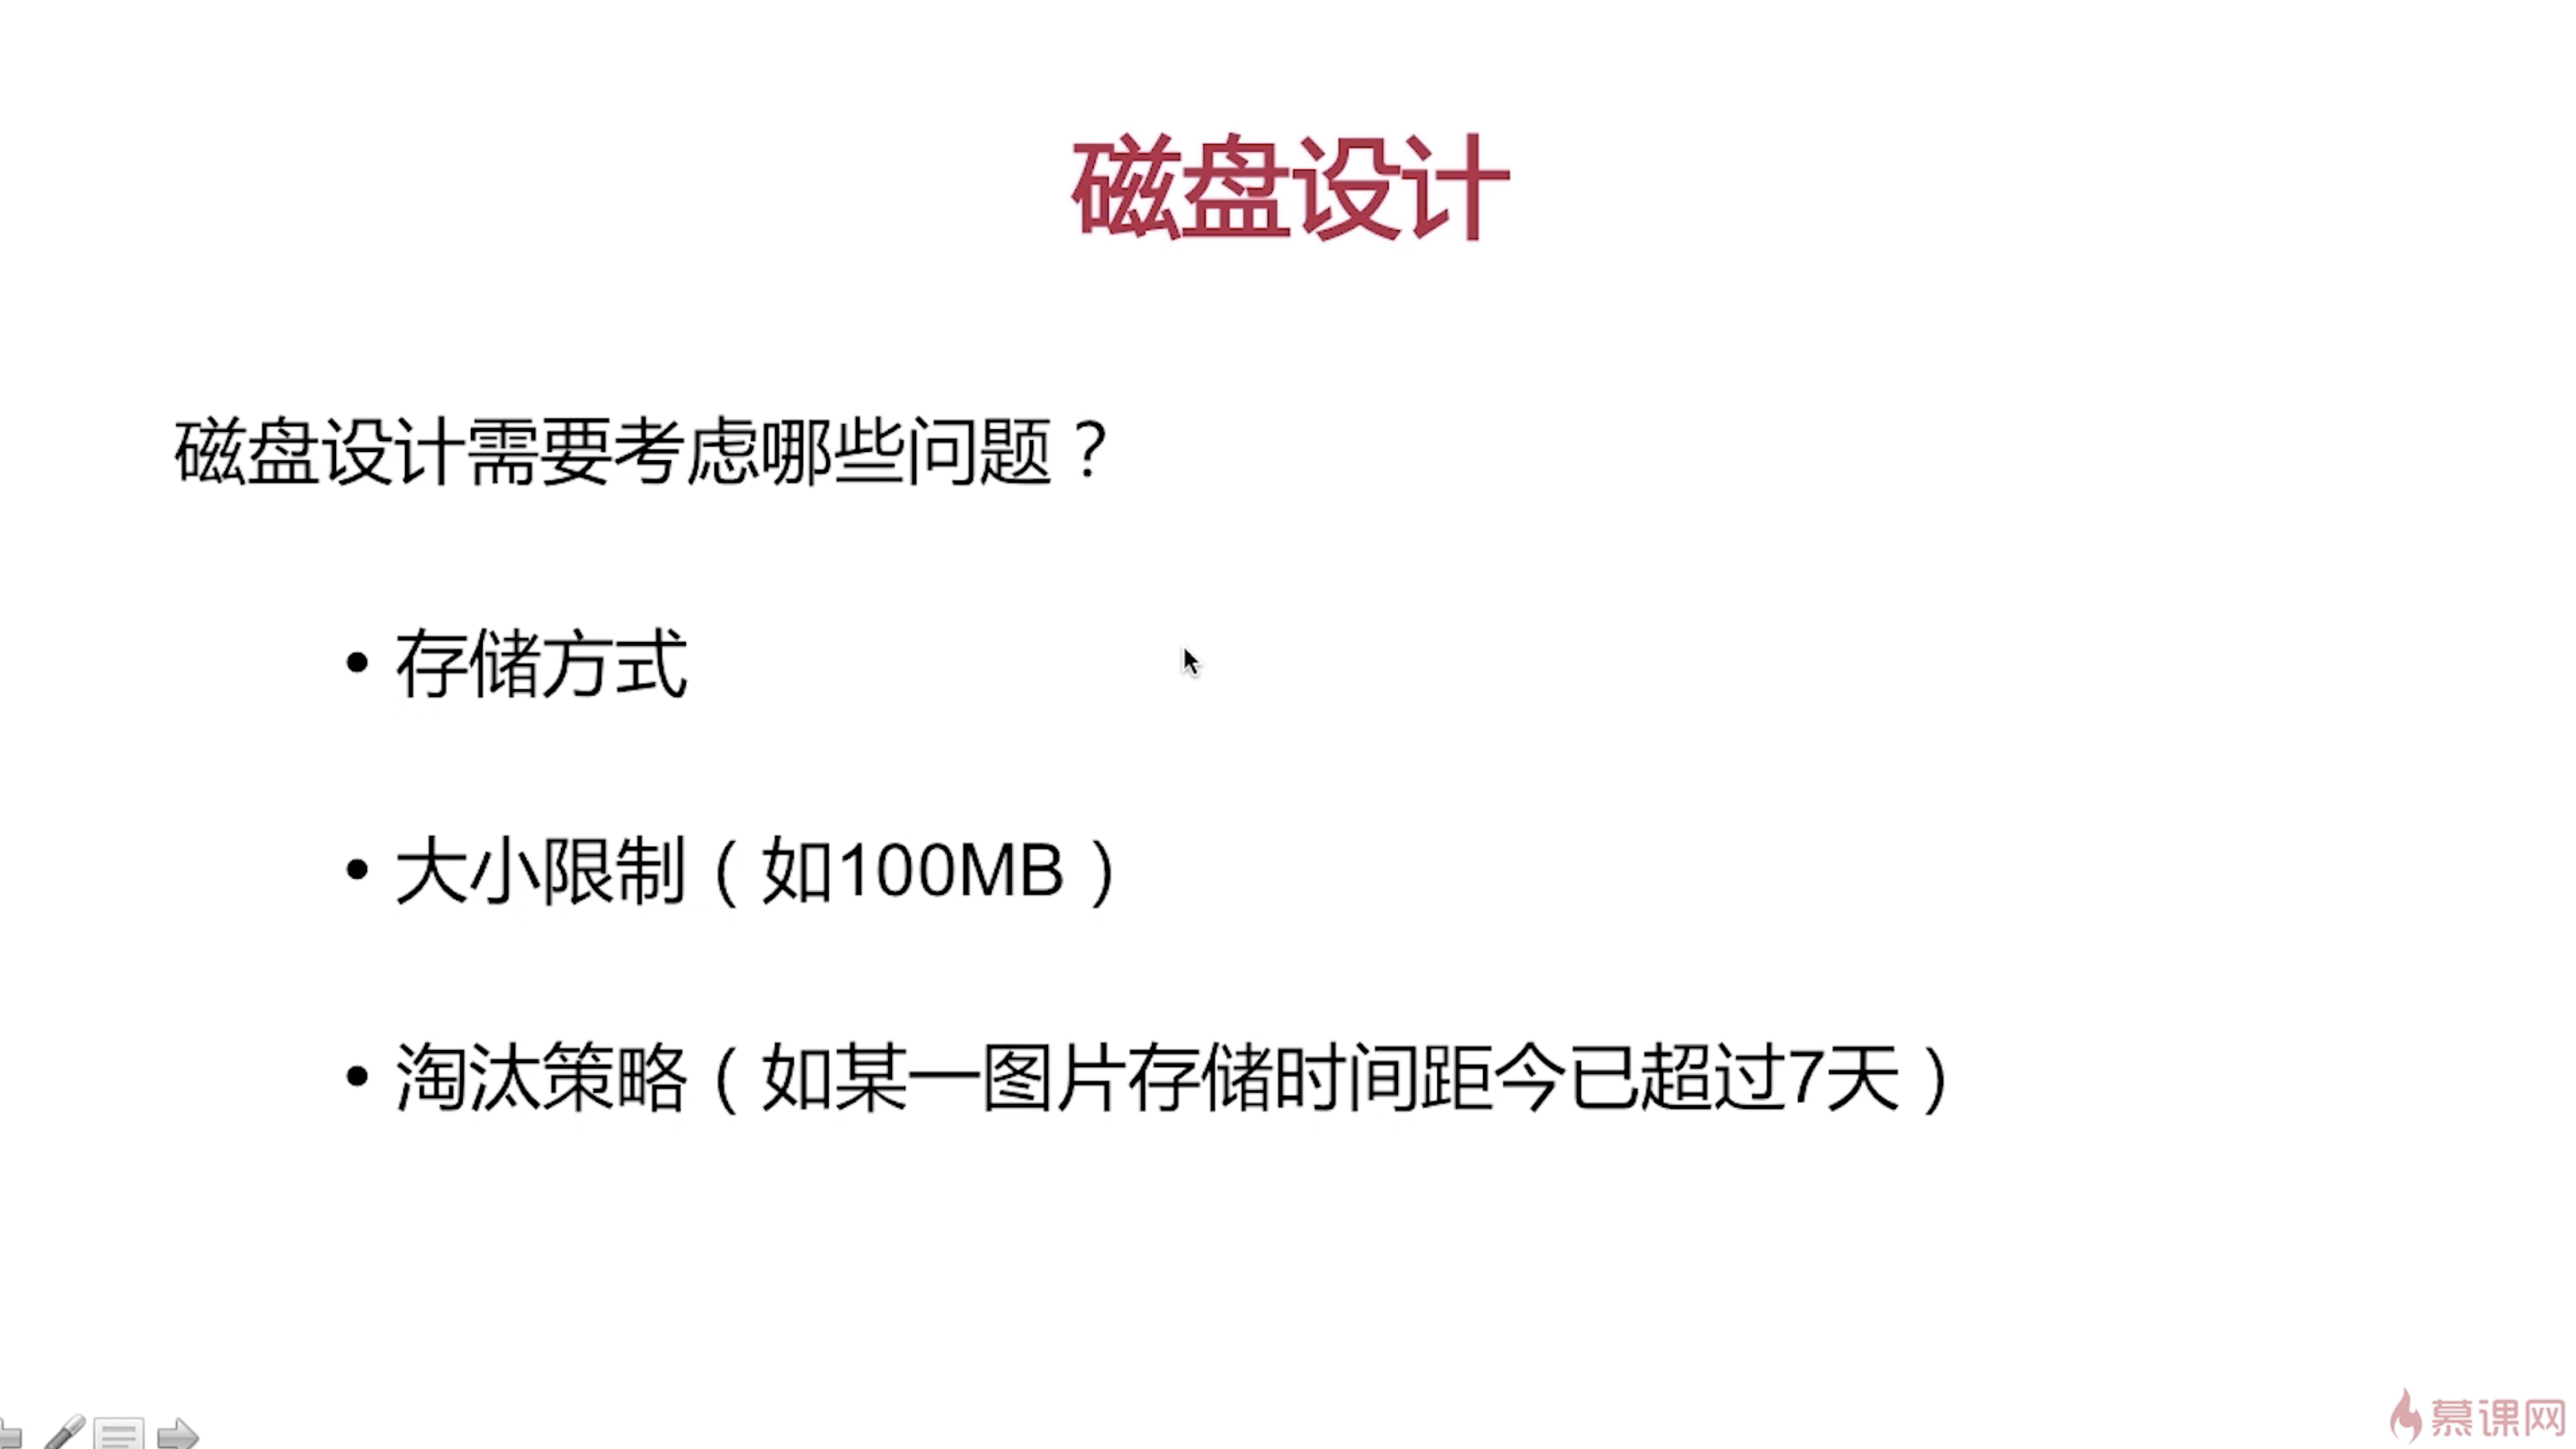 磁盘设计
磁盘设计需要考虑哪些问题？
• 存储方式
• 大小限制（如100MB）
• 淘汰策略（如某一图片存储时间距今已超过7天）
慕课网